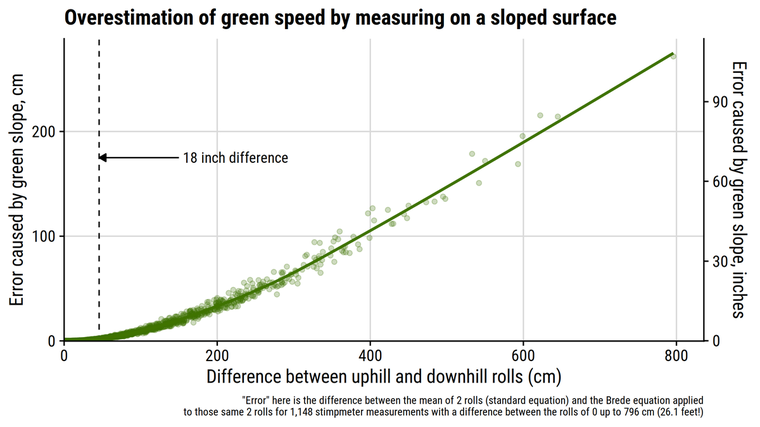 Overestimation of green speed by measuring on a sloped surface
Error caused by green slope, cm
200
100
0
18 inch difference
90
60
30
0
Error caused by green slope, inches
0 200 400 600 800
Difference between uphill and downhill rolls (cm)
"Error" here is the difference between the mean of 2 rolls (standard equation) and the Brede equation applied
to those same 2 rolls for 1,148 stimpmeter measurements with a difference between the rolls of 0 up to 796 cm (26.1 feet!)